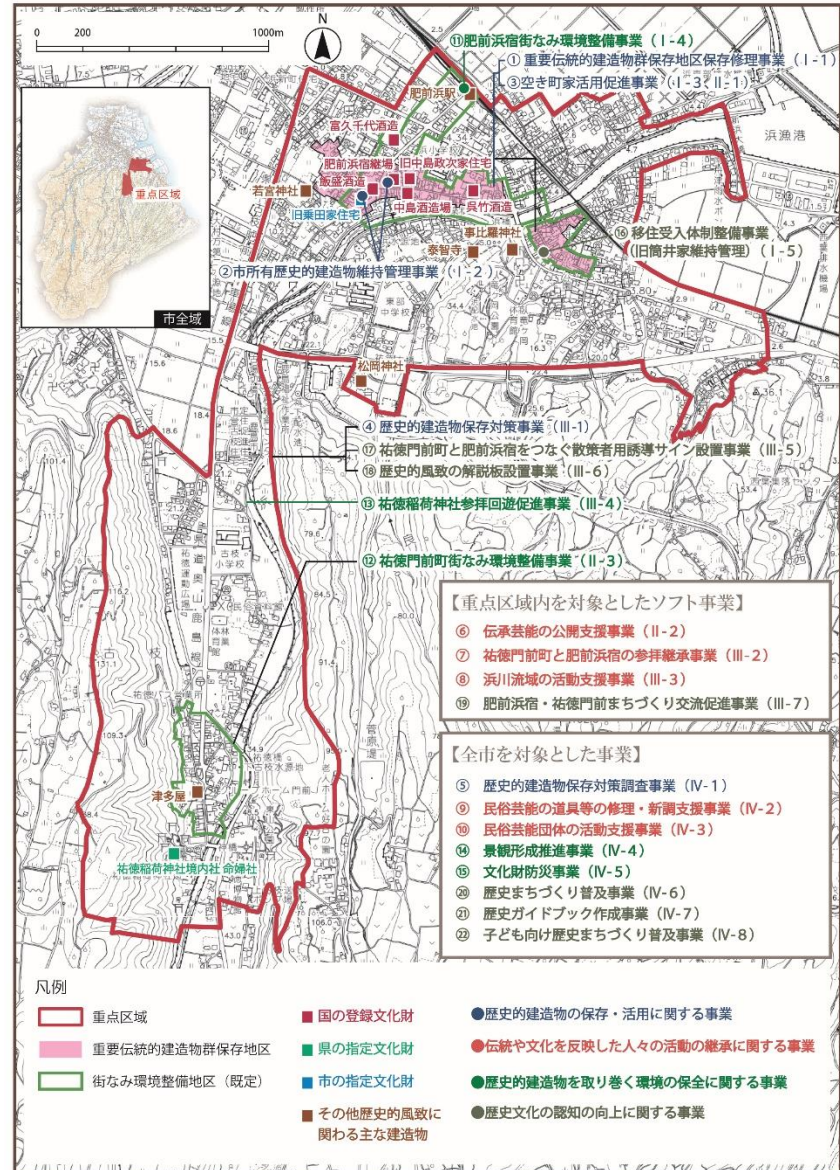 0 500 1000m
N
⑪肥前浜宿街なみ環境整備事業（Ⅰ-4）
①重要伝統的建造物群保存地区保存修理事業（Ⅰ-1）
③空き町家活用促進事業（Ⅰ-3、Ⅱ-1）
肥前浜駅
浜漁港
富久千代酒造
浜小学校
肥前浜宿継場
旧中島政次家住宅
飯盛酒造
若宮神社
旧乗田家住宅
中島酒造場
呉竹酒造
事比羅神社
泰智寺
⑯移住受入体制整備事業
（旧筒井家維持管理）（Ⅰ-5）
②市所有歴史的建造物維持管理事業（Ⅰ-2）
重点区域
市全域
東部
中学校
松岡神社
④歴史的建造物保存対策事業（Ⅲ-1）
⑰祐徳門前町と肥前浜宿をつなぐ散策者用誘導サイン設置事業（Ⅲ-5）
⑱歴史的風致の解説板設置事業（Ⅲ-6）
⑬祐徳稲荷神社参拝回遊促進事業（Ⅲ-4）
古枝
小学校
⑫祐徳門前町街なみ環境整備事業（Ⅱ-3）
【重点区域内を対象としたソフト事業】
⑥ 伝承芸能の公開支援事業（Ⅱ-2）
⑦ 祐徳門前町と肥前浜宿の参拝継承事業（Ⅲ-2）
⑧ 浜川流域の活動支援事業（Ⅲ-3）
⑲ 肥前浜宿・祐徳門前まちづくり交流促進事業（Ⅲ-7）
【全市を対象とした事業】
⑤ 歴史的建造物保存対策調査事業（Ⅳ-1）
⑨ 民俗芸能の道具等の修理・新調支援事業（Ⅳ-2）
⑩ 民俗芸能団体の活動支援事業（Ⅳ-3）
⑭ 景観形成推進事業（Ⅳ-4）
⑮ 文化財防災事業（Ⅳ-5）
⑳ 歴史まちづくり普及事業（Ⅳ-6）
㉑ 歴史ガイドブック作成事業（Ⅳ-7）
㉒ 子ども向け歴史まちづくり普及事業（Ⅳ-8）
古枝
菅原堤
津多屋
祐徳稲荷神社境内社 命婦社
凡例
重点区域
重要伝統的建造物群保存地区
街なみ環境整備地区（既定）
国の登録文化財
県の指定文化財
市の指定文化財
その他歴史的風致に
関わる主な建造物
歴史的建造物の保存・活用に関する事業
伝統や文化を反映した人々の活動の継承に関する事業
歴史的建造物を取り巻く環境の保全に関する事業
歴史文化の認知の向上に関する事業